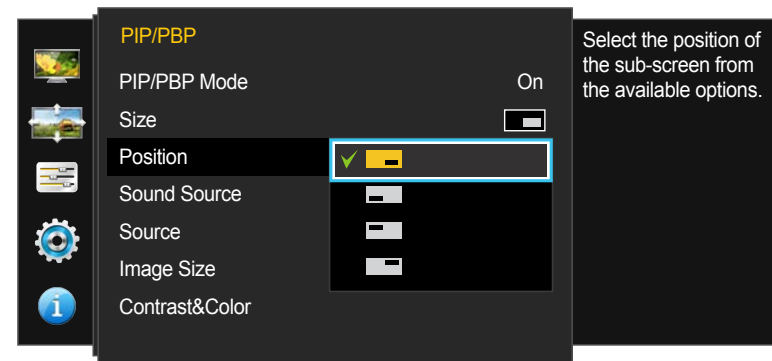 PIP/PBP
PIP/PBP Mode On
Size
Position
Sound Source
Source
Image Size
Contrast&Color
Select the position of
the sub-screen from
the available options.